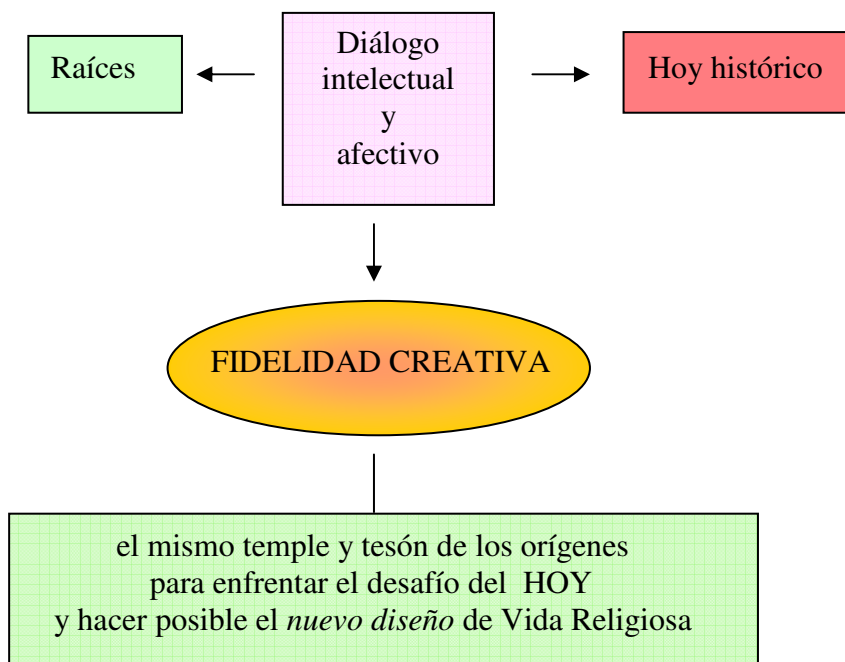 Raíces
Diálogo
intelectual
y
afectivo
Hoy histórico
FIDELIDAD CREATIVA
el mismo temple y tesón de los orígenes
para enfrentar el desafío del HOY
y hacer posible el nuevo diseño de Vida Religiosa